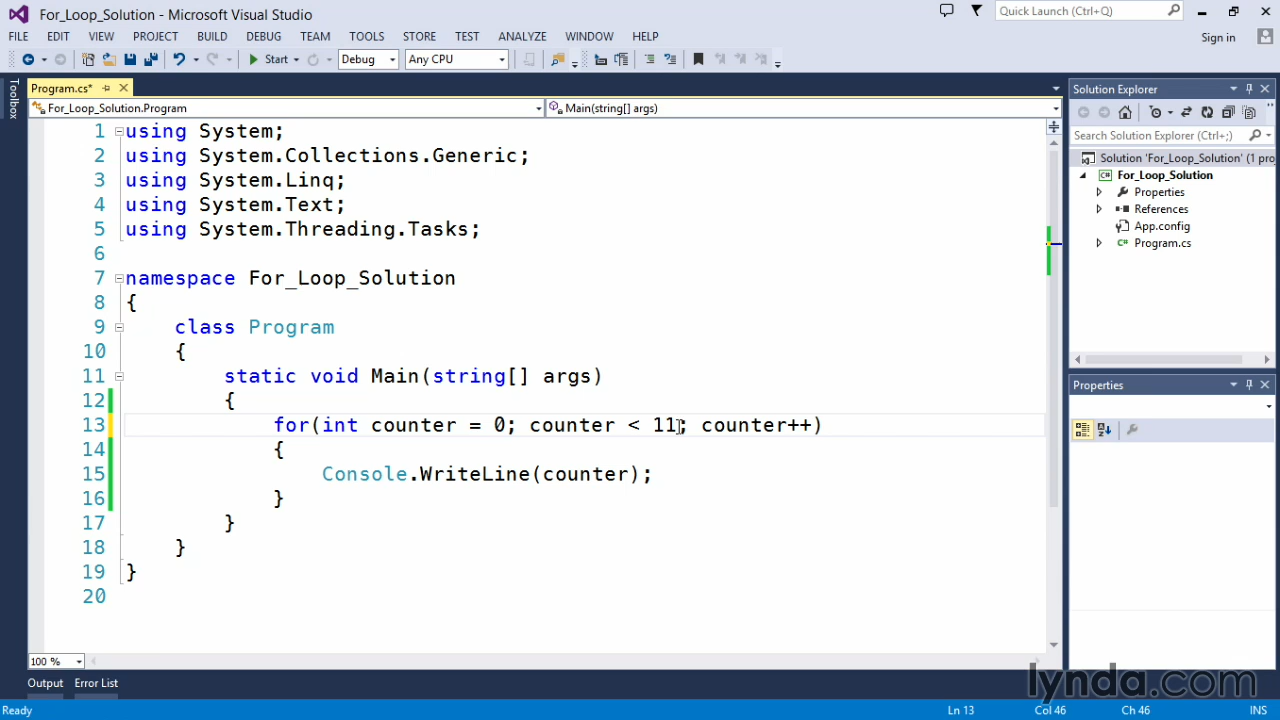 For_Loop_Solution - Microsoft Visual Studio
Quick Launch (Ctrl+Q)
FILE EDIT VIEW PROJECT BUILD DEBUG TEAM TOOLS STORE TEST ANALYZE WINDOW HELP
Sign in
Start Debug Any CPU
Toolbox
Program.cs*
For_Loop_Solution.Program
Main(string[] args)
1 using System;
2 using System.Collections.Generic;
3 using System.Linq;
4 using System.Text;
5 using System.Threading.Tasks;
6
7 namespace For_Loop_Solution
8 {
9 class Program
10 {
11 static void Main(string[] args)
12 {
13 for(int counter = 0; counter < 11; counter++)
14 {
15 Console.WriteLine(counter);
16 }
17 }
18 }
19 }
20
100 %
Output Error List
Ready
Ln 13 Col 46 Ch 46 INS
Solution Explorer
Search Solution Explorer (Ctrl+;)
Solution 'For_Loop_Solution' (1 pro
C# For_Loop_Solution
Properties
References
App.config
C# Program.cs
Properties
lynda.com